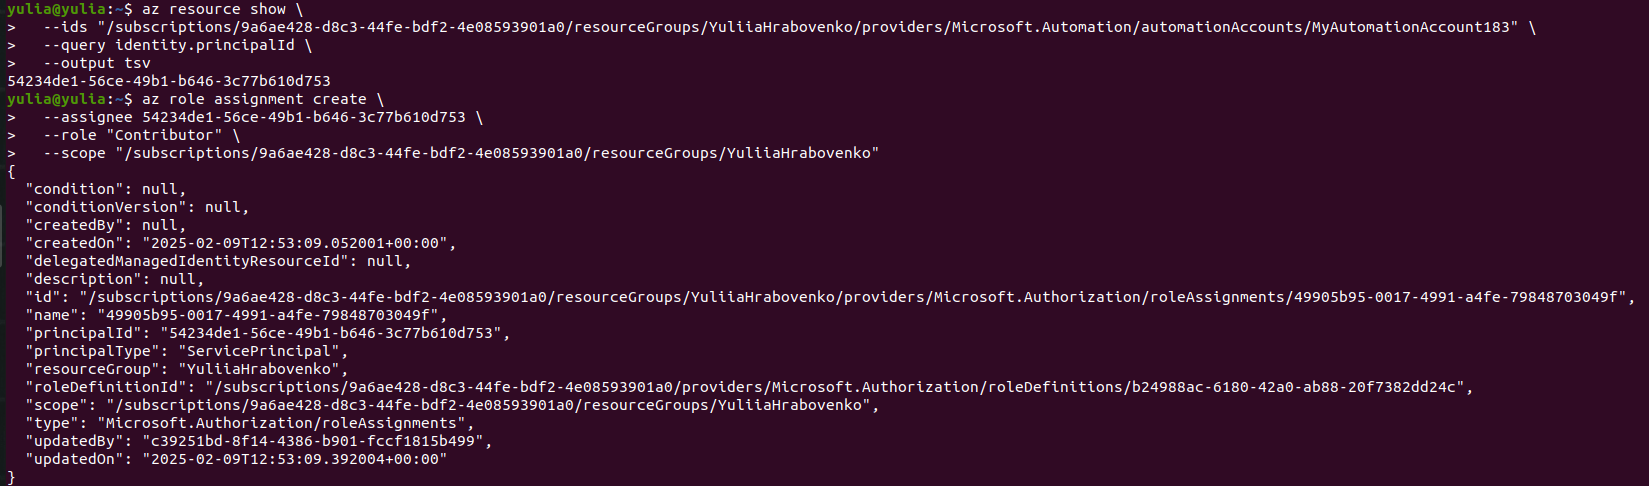 yulia@yulia:~$ az resource show \
>   --ids "/subscriptions/9a6ae428-d8c3-44fe-bdf2-4e08593901a0/resourceGroups/YuliiaHrabovenko/providers/Microsoft.Automation/automationAccounts/MyAutomationAccount183" \
>   --query identity.principalId \
>   --output tsv
54234de1-56ce-49b1-b646-3c77b610d753
yulia@yulia:~$ az role assignment create \
>   --assignee 54234de1-56ce-49b1-b646-3c77b610d753 \
>   --role "Contributor" \
>   --scope "/subscriptions/9a6ae428-d8c3-44fe-bdf2-4e08593901a0/resourceGroups/YuliiaHrabovenko"
{
  "condition": null,
  "conditionVersion": null,
  "createdBy": null,
  "createdOn": "2025-02-09T12:53:09.052001+00:00",
  "delegatedManagedIdentityResourceId": null,
  "description": null,
  "id": "/subscriptions/9a6ae428-d8c3-44fe-bdf2-4e08593901a0/resourceGroups/YuliiaHrabovenko/providers/Microsoft.Authorization/roleAssignments/49905b95-0017-4991-a4fe-79848703049f",
  "name": "49905b95-0017-4991-a4fe-79848703049f",
  "principalId": "54234de1-56ce-49b1-b646-3c77b610d753",
  "principalType": "ServicePrincipal",
  "resourceGroup": "YuliiaHrabovenko",
  "roleDefinitionId": "/subscriptions/9a6ae428-d8c3-44fe-bdf2-4e08593901a0/providers/Microsoft.Authorization/roleDefinitions/b24988ac-6180-42a0-ab88-20f7382dd24c",
  "scope": "/subscriptions/9a6ae428-d8c3-44fe-bdf2-4e08593901a0/resourceGroups/YuliiaHrabovenko",
  "type": "Microsoft.Authorization/roleAssignments",
  "updatedBy": "c39251bd-8f14-4386-b901-fccf1815b499",
  "updatedOn": "2025-02-09T12:53:09.392004+00:00"
}